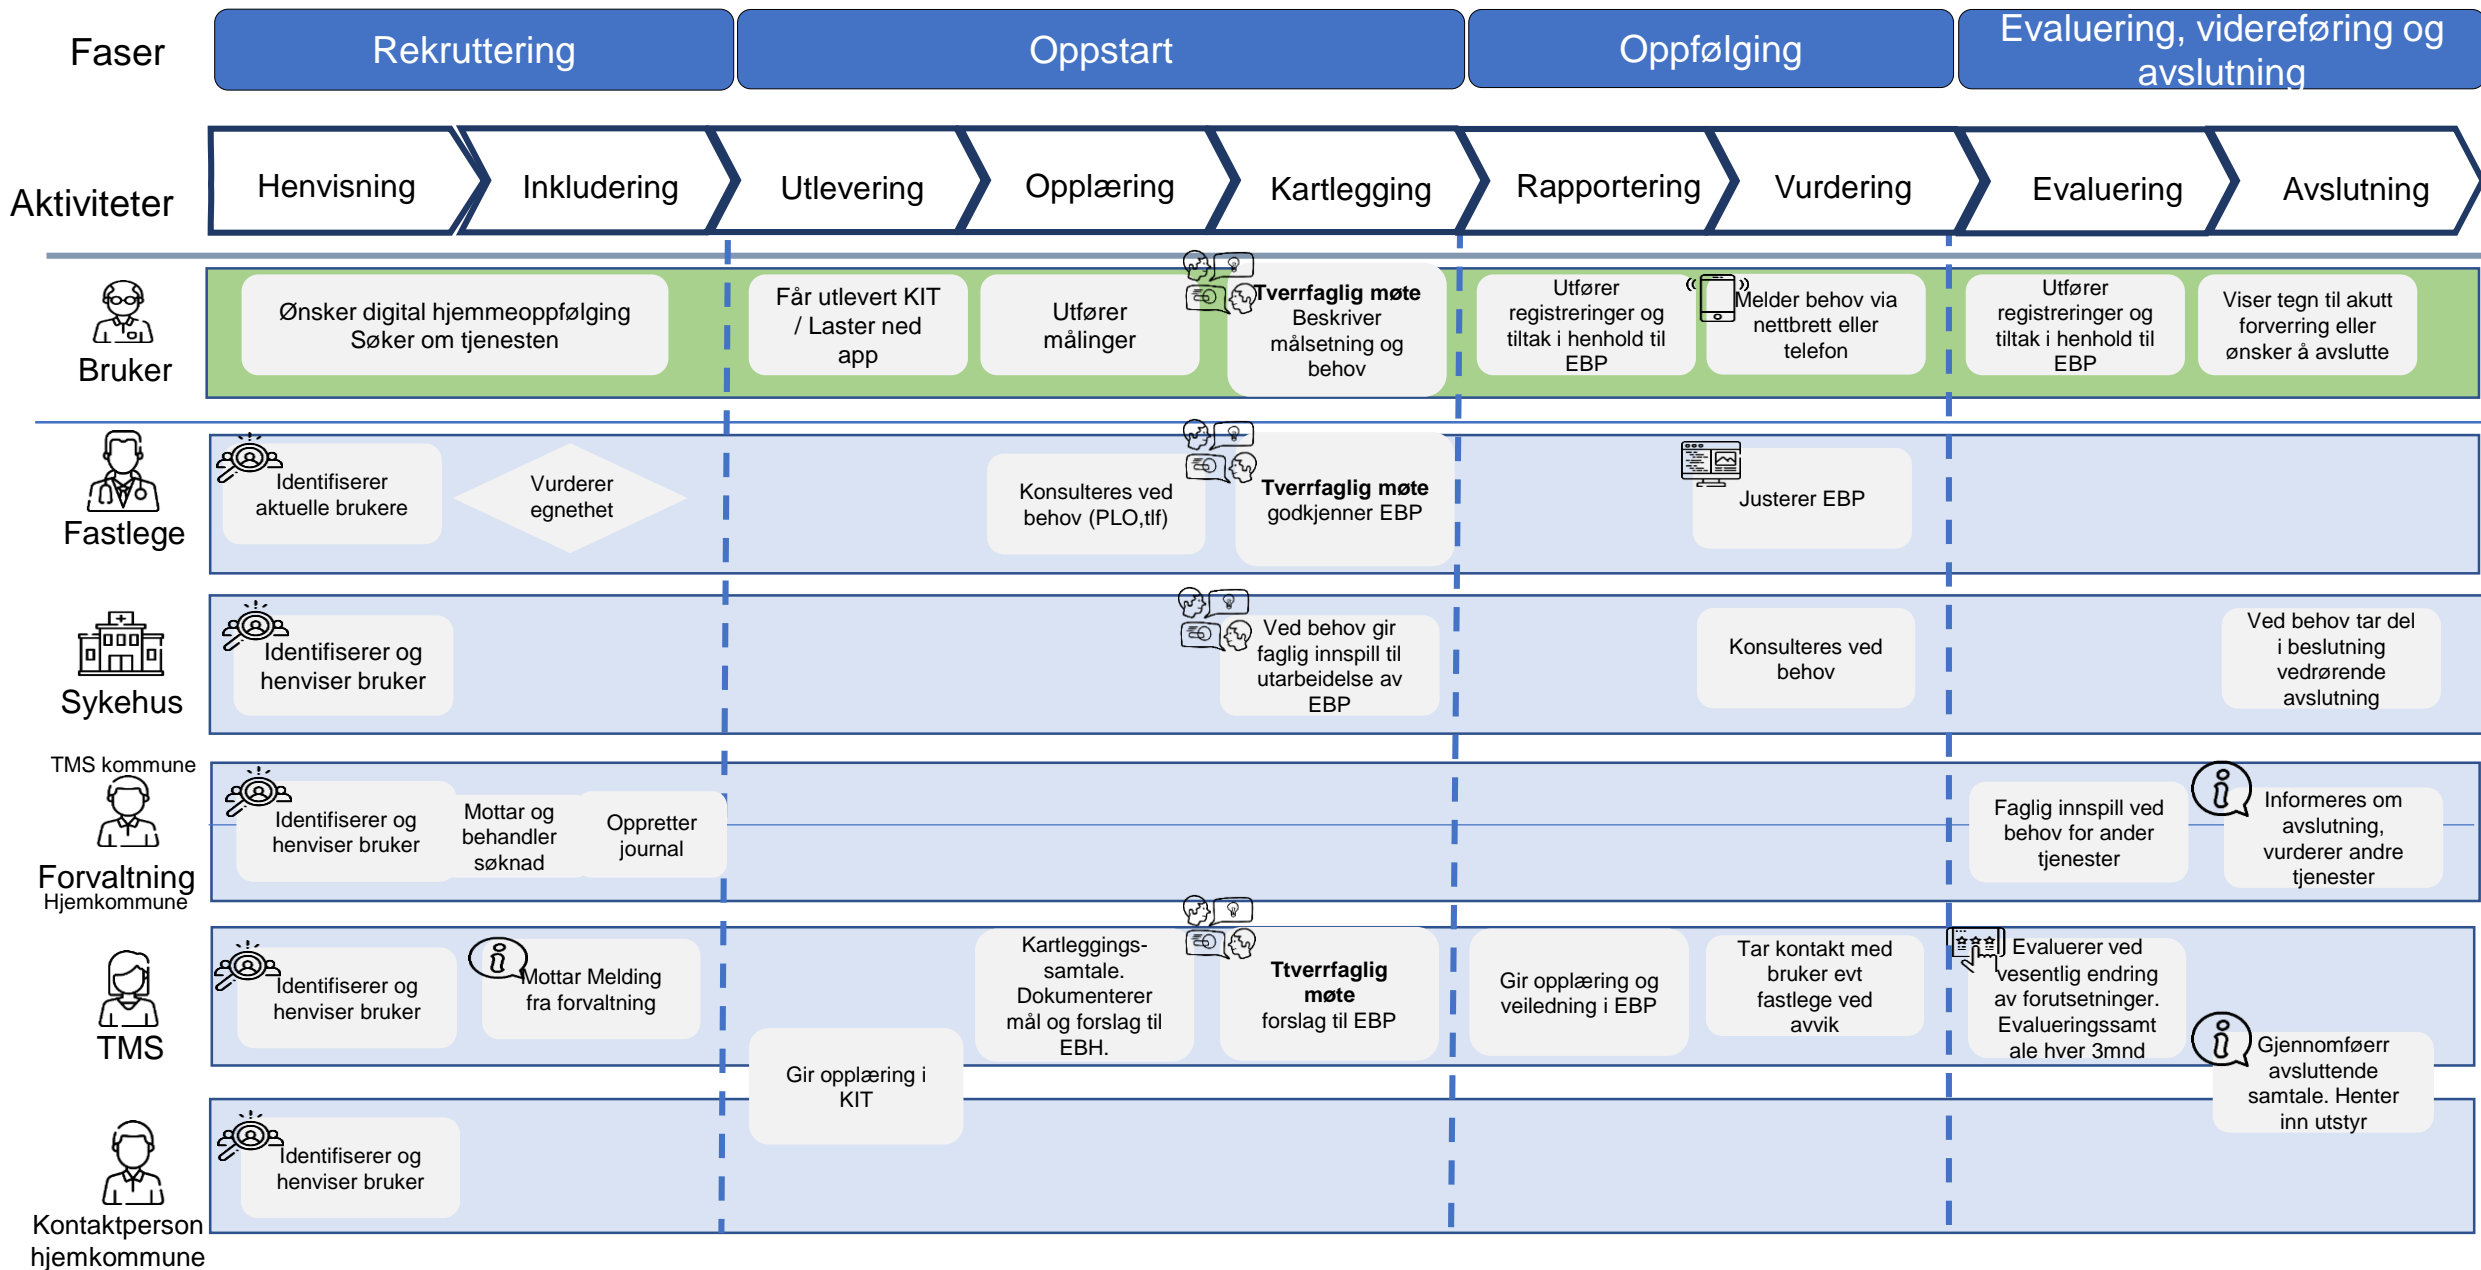 Faser
Rekruttering
Oppstart
Oppfølging
Evaluering, videreføring og
avslutning
Aktiviteter
Henvisning
Inkludering
Utlevering
Opplæring
Kartlegging
Rapportering
Vurdering
Evaluering
Avslutning
Bruker
Ønsker digital hjemmeoppfølging
Søker om tjenesten
Får utlevert KIT
/ Laster ned
app
Utfører
målinger
Tverrfaglig møte
Beskriver
målsetning og
behov
Utfører
registreringer og
tiltak i henhold til
EBP
Melder behov via
nettbrett eller
telefon
Utfører
registreringer og
tiltak i henhold til
EBP
Viser tegn til akutt
forverring eller
ønsker å avslutte
Fastlege
Identifiserer
aktuelle brukere
Vurderer
egnethet
Konsulteres ved
behov (PLO,tlf)
Tverrfaglig møte
godkjenner EBP
Justerer EBP
Sykehus
Identifiserer og
henviser bruker
Ved behov gir
faglig innspill til
utarbeidelse av
EBP
Konsulteres ved
behov
Ved behov tar del
i beslutning
vedrørende
avslutning
TMS kommune
Forvaltning
Hjemkommune
Identifiserer og
henviser bruker
Mottar og
behandler
søknad
Oppretter
journal
Faglig innspill ved
behov for ander
tjenester
Informeres om
avslutning,
vurderer andre
tjenester
TMS
Identifiserer og
henviser bruker
Mottar Melding
fra forvaltning
Gir opplæring i
KIT
Kartleggings-
samtale.
Dokumenterer
mål og forslag til
EBH.
Ttverrfaglig
møte
forslag til EBP
Gir opplæring og
veiledning i EBP
Tar kontakt med
bruker evt
fastlege ved
avvik
Evaluerer ved
vesentlig endring
av forutsetninger.
Evalueringssamt
ale hver 3mnd
Gjennomføerr
avsluttende
samtale. Henter
inn utstyr
Kontaktperson
hjemkommune
Identifiserer og
henviser bruker